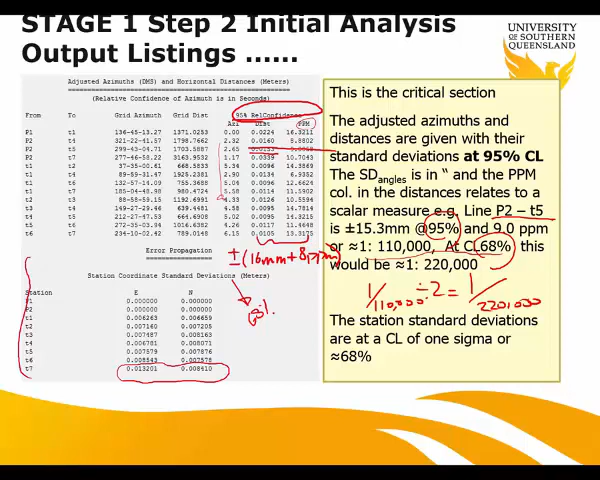 STAGE 1 Step 2 Initial Analysis
Output Listings ......
UNIVERSITY
OF SOUTHERN
QUEENSLAND
Adjusted Azimuths (DMS) and Horizontal Distances (Meters)
(Relative Confidence of Azimuth is in Seconds)
From To Grid Azimuth Grid Dist 95% RelConfidence
Azi Dist PPM
P1 t1 136-45-13.27 1371.0253 0.00 0.0224 16.3211
P2 t4 321-22-41.57 1798.7662 2.32 0.0160 8.8802
P2 t5 299-43-04.71 1703.5887 2.65 0.0153
P2 t7 277-46-58.22 3163.9532 1.17 0.0339 10.7043
t1 t2 37-35-00.61 668.5833 5.34 0.0096 14.3869
t1 t4 89-59-31.47 1925.2381 2.90 0.0134 6.9352
t1 t6 132-57-14.09 755.3688 5.04 0.0096 12.6624
t1 t7 185-04-48.98 980.4724 5.58 0.0114 11.5902
t2 t3 88-58-59.15 1192.6991 4.33 0.0126 10.5594
t3 t4 149-27-29.46 639.4481 4.58 0.0095 14.7814
t4 t5 212-27-47.53 664.6908 5.02 0.0095 14.3215
t5 t6 272-35-03.94 1016.6382 4.26 0.0117 11.4648
t6 t7 234-10-02.42 789.0148 6.15 0.0105 13.3175
± (16mm + 8ppm)
Error Propagation
Station Coordinate Standard Deviations (Meters)
Station E N
P1 0.000000 0.000000
P2 0.000000 0.000000
t1 0.006263 0.006659
t2 0.007160 0.007205
t3 0.007487 0.008163
t4 0.006781 0.008071
t5 0.007579 0.007876
t6 0.008543 0.007578
t7 0.013201 0.008410
68%
This is the critical section
The adjusted azimuths and
distances are given with their
standard deviations at 95% CL
The SDangles is in “ and the PPM
col. in the distances relates to a
scalar measure e.g. Line P2 – t5
is ±15.3mm @95% and 9.0 ppm
or ≈1: 110,000, At CL 68% this
would be ≈1: 220,000
1/110,000 ÷ 2 = 1/220,000
The station standard deviations
are at a CL of one sigma or
≈68%